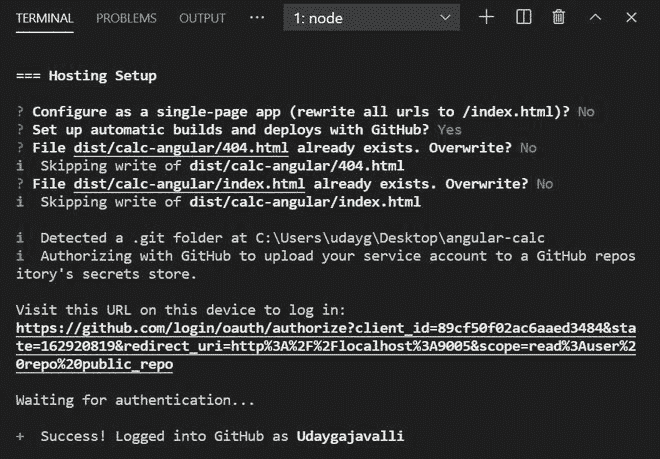 TERMINAL PROBLEMS OUTPUT ... 1: node
=== Hosting Setup
? Configure as a single-page app (rewrite all urls to /index.html)? No
? Set up automatic builds and deploys with GitHub? Yes
? File dist/calc-angular/404.html already exists. Overwrite? No
i Skipping write of dist/calc-angular/404.html
? File dist/calc-angular/index.html already exists. Overwrite? No
i Skipping write of dist/calc-angular/index.html
i Detected a .git folder at C:\Users\udayg\Desktop\angular-calc
i Authorizing with GitHub to upload your service account to a GitHub repos
itory's secrets store.
Visit this URL on this device to log in:
https://github.com/login/oauth/authorize?client_id=89cf50f02ac6aaed3484&sta
te=162920819&redirect_uri=http%3A%2F%2Flocalhost%3A9005&scope=read%3Auser%2
0repo%20public_repo
Waiting for authentication...
+ Success! Logged into GitHub as Udaygajavalli